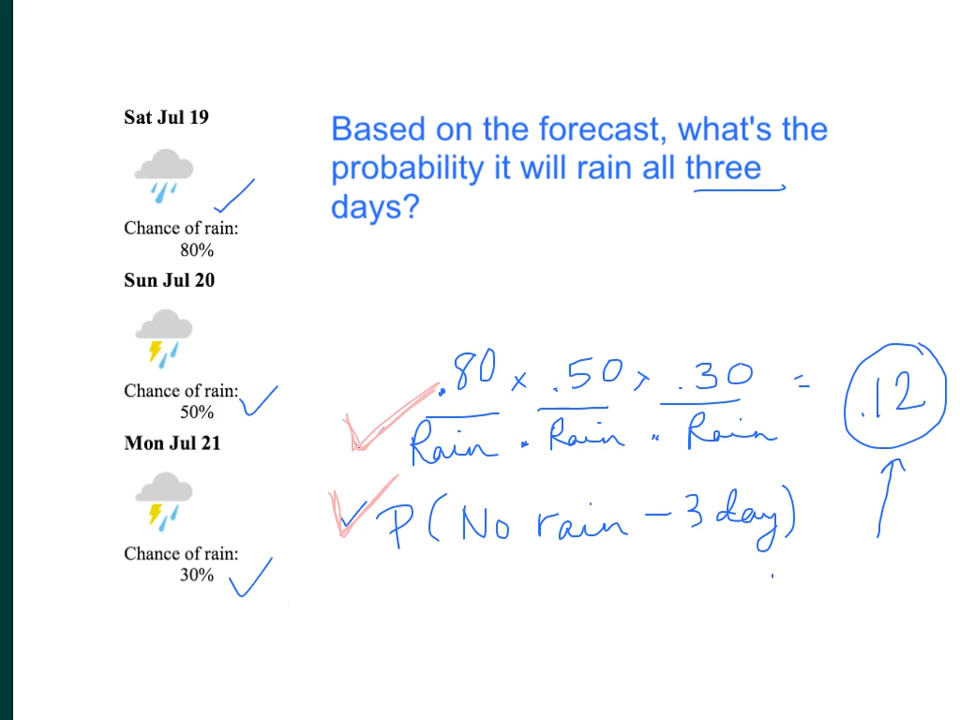 Sat Jul 19
Chance of rain:
80%
Sun Jul 20
Chance of rain:
50%
Mon Jul 21
Chance of rain:
30%
Based on the forecast, what's the
probability it will rain all three
days?
.80 × .50 × .30 = .12
Rain · Rain · Rain
P(No rain - 3 day)